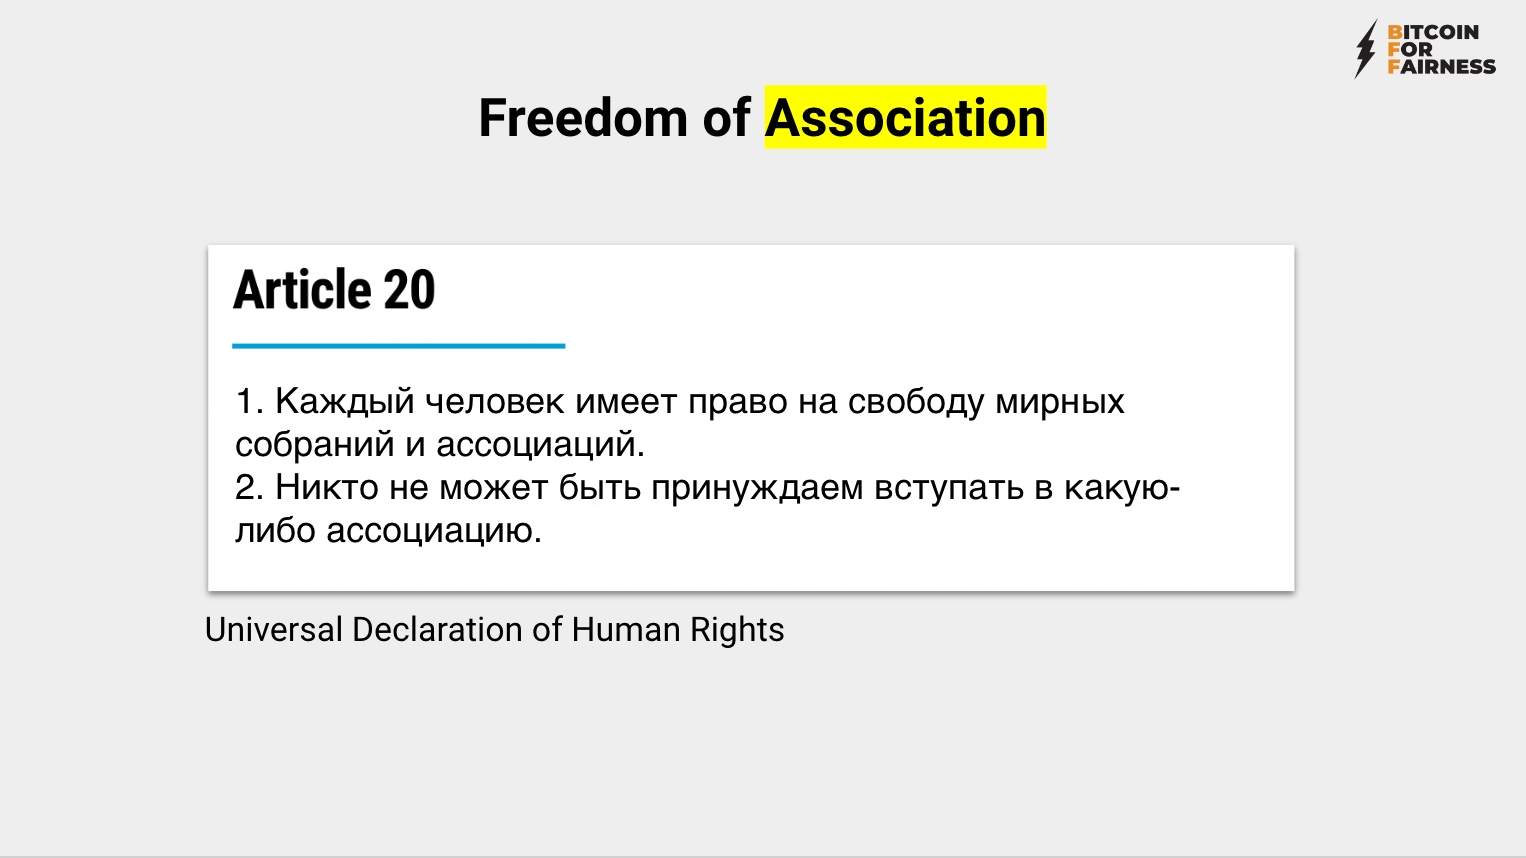 BITCOIN
FOR
FAIRNESS
Freedom of Association
Article 20
1. Каждый человек имеет право на свободу мирных
собраний и ассоциаций.
2. Никто не может быть принуждаем вступать в какую-
либо ассоциацию.
Universal Declaration of Human Rights